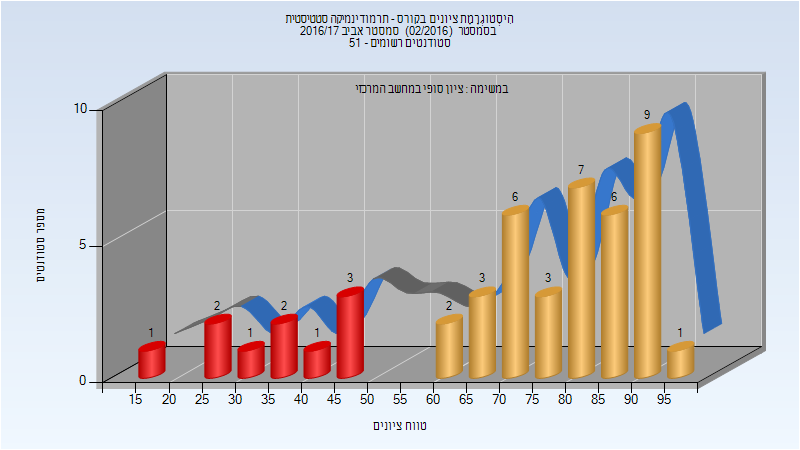 היסטוגרמת ציונים בקורס - תרמודינמיקה סטטיסטית
בסמסטר (02/2016) סמסטר אביב 2016/17
סטודנטים רשומים - 51
במשימה : ציון סופי במחשב המרכזי
מספר סטודנטים
10
5
0
1
2
1
2
1
3
2
3
6
3
7
6
9
1
15 20 25 30 35 40 45 50 55 60 65 70 75 80 85 90 95
טווח ציונים